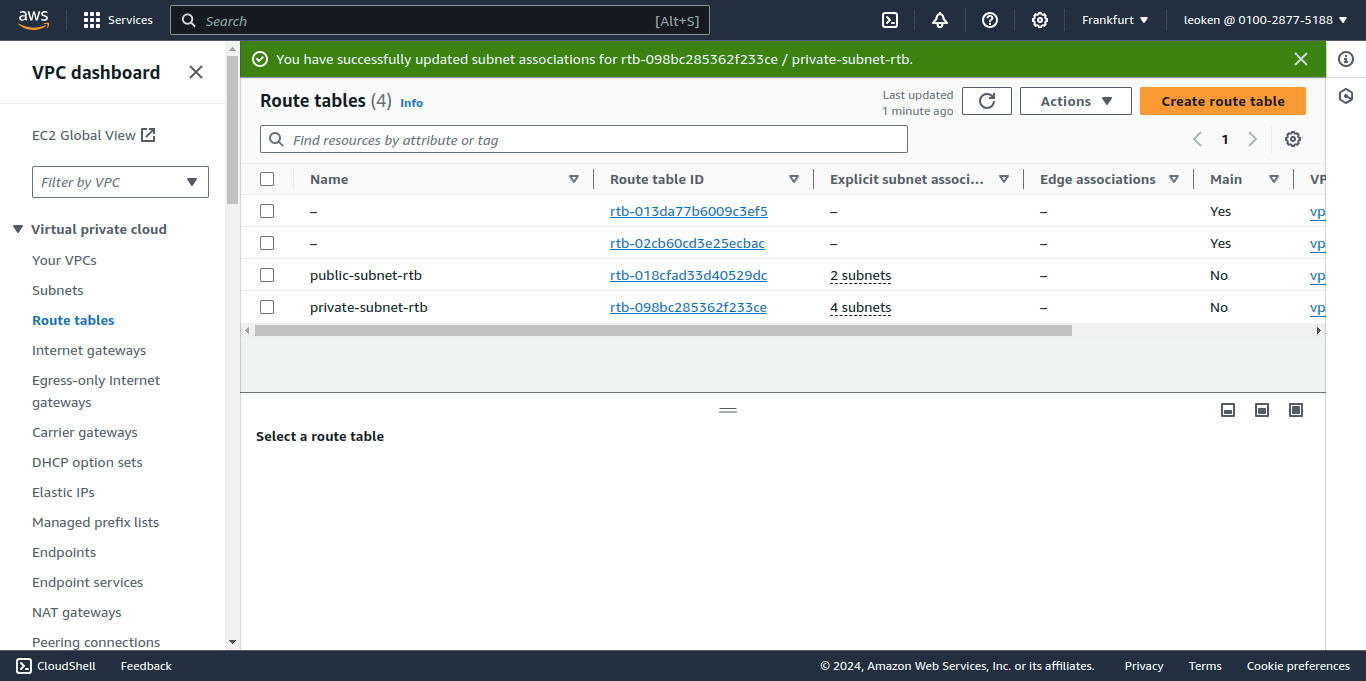 aws
Services
Search
[Alt+S]
Frankfurt
leoken @ 0100-2877-5188
VPC dashboard
EC2 Global View
Filter by VPC
Virtual private cloud
Your VPCs
Subnets
Route tables
Internet gateways
Egress-only Internet
gateways
Carrier gateways
DHCP option sets
Elastic IPs
Managed prefix lists
Endpoints
Endpoint services
NAT gateways
Peering connections
You have successfully updated subnet associations for rtb-098bc285362f233ce / private-subnet-rtb.
Route tables (4) Info
Last updated
1 minute ago
Actions
Create route table
Find resources by attribute or tag
1
Name Route table ID Explicit subnet associ... Edge associations Main VP
– rtb-013da77b6009c3ef5 – – Yes vp
– rtb-02cb60cd3e25ecbac – – Yes vp
public-subnet-rtb rtb-018cfad33d40529dc 2 subnets – No vp
private-subnet-rtb rtb-098bc285362f233ce 4 subnets – No vp
Select a route table
CloudShell
Feedback
© 2024, Amazon Web Services, Inc. or its affiliates.
Privacy
Terms
Cookie preferences